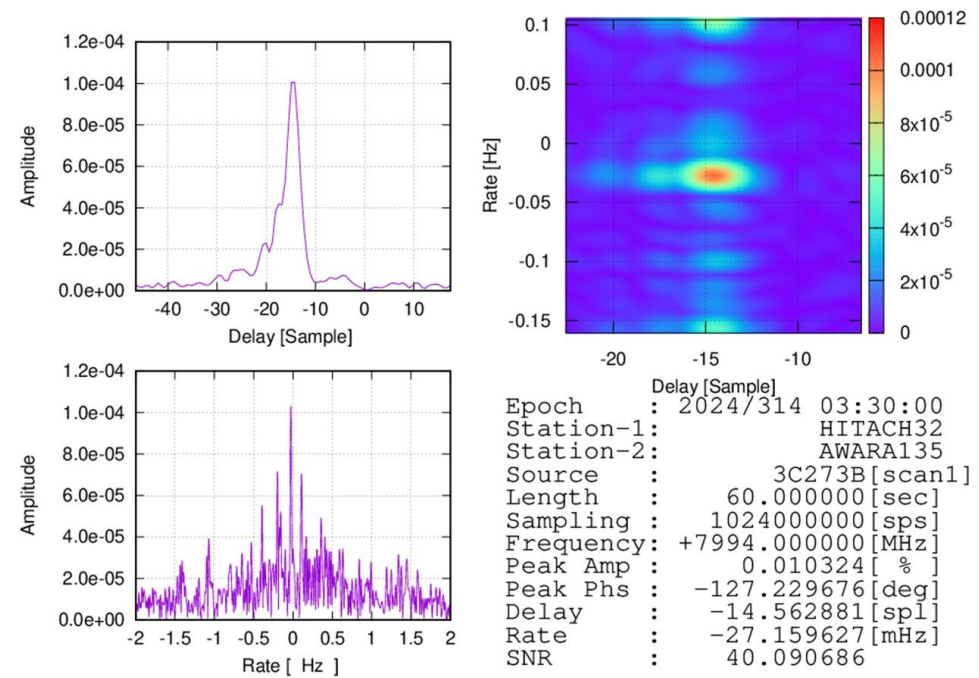 1.2e-04
1.0e-04
8.0e-05
6.0e-05
4.0e-05
2.0e-05
0.0e+00
Amplitude
-40 -30 -20 -10 0 10
Delay [Sample]
1.2e-04
1.0e-04
8.0e-05
6.0e-05
4.0e-05
2.0e-05
0.0e+00
Amplitude
-2 -1.5 -1 -0.5 0 0.5 1 1.5 2
Rate [ Hz ]
0.1
0.05
0
-0.05
-0.1
-0.15
Rate [Hz]
-20 -15 -10
Delay [Sample]
0.00012
0.0001
8x10-5
6x10-5
4x10-5
2x10-5
0
Epoch : 2024/314 03:30:00
Station-1: HITACH32
Station-2: AWARA135
Source : 3C273B[scan1]
Length : 60.000000[sec]
Sampling : 1024000000[sps]
Frequency: +7994.000000[MHz]
Peak Amp : 0.010324[ % ]
Peak Phs : -127.229676[deg]
Delay : -14.562881[spl]
Rate : -27.159627[mHz]
SNR : 40.090686